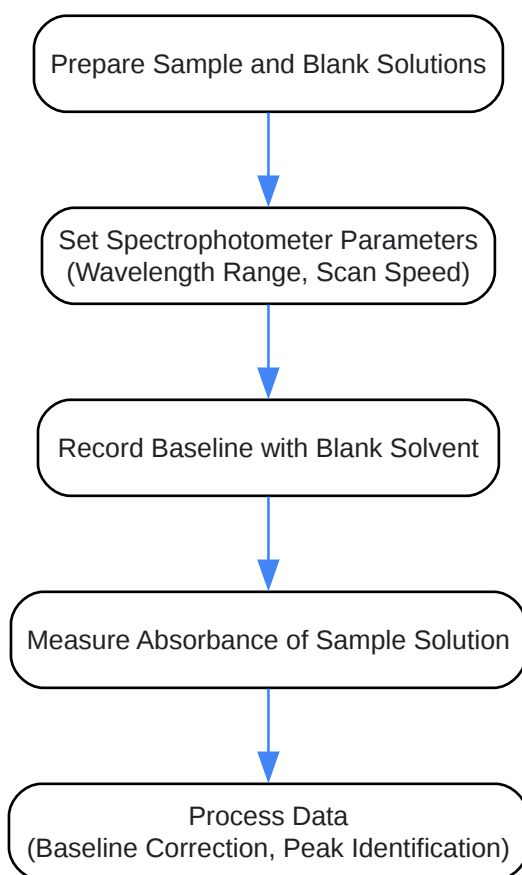 Prepare Sample and Blank Solutions
Set Spectrophotometer Parameters
(Wavelength Range, Scan Speed)
Record Baseline with Blank Solvent
Measure Absorbance of Sample Solution
Process Data
(Baseline Correction, Peak Identification)